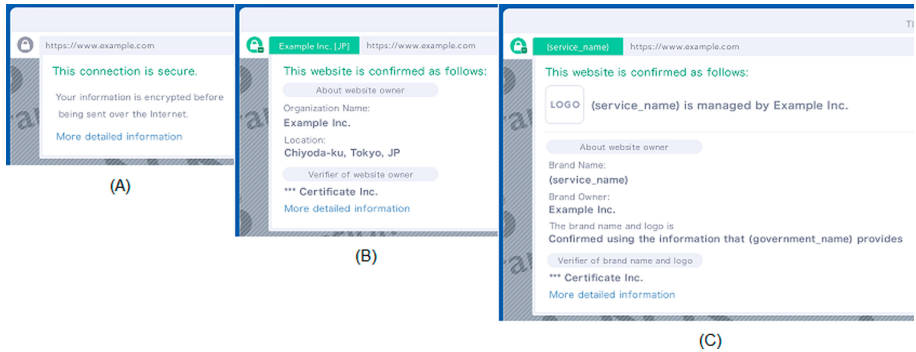 https://www.example.com
This connection is secure.
Your information is encrypted before
being sent over the Internet.
More detailed information
(A)
Example Inc. [JP]
https://www.example.com
This website is confirmed as follows:
About website owner
Organization Name:
Example Inc.
Location:
Chiyoda-ku, Tokyo, JP
Verifier of website owner
*** Certificate Inc.
More detailed information
(B)
(service_name)
https://www.example.com
This website is confirmed as follows:
LOGO
(service_name) is managed by Example Inc.
About website owner
Brand Name:
(service_name)
Brand Owner:
Example Inc.
The brand name and logo is
Confirmed using the information that (government_name) provides
Verifier of brand name and logo
*** Certificate Inc.
More detailed information
(C)